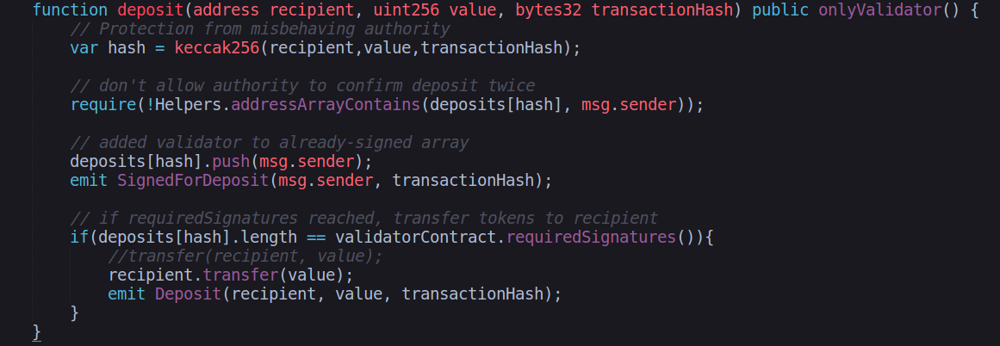 function deposit(address recipient, uint256 value, bytes32 transactionHash) public onlyValidator() {
// Protection from misbehaving authority
var hash = keccak256(recipient,value,transactionHash);
// don't allow authority to confirm deposit twice
require(!Helpers.addressArrayContains(deposits[hash], msg.sender));
// added validator to already-signed array
deposits[hash].push(msg.sender);
emit SignedForDeposit(msg.sender, transactionHash);
// if requiredSignatures reached, transfer tokens to recipient
if(deposits[hash].length == validatorContract.requiredSignatures()){
//transfer(recipient, value);
recipient.transfer(value);
emit Deposit(recipient, value, transactionHash);
}
}